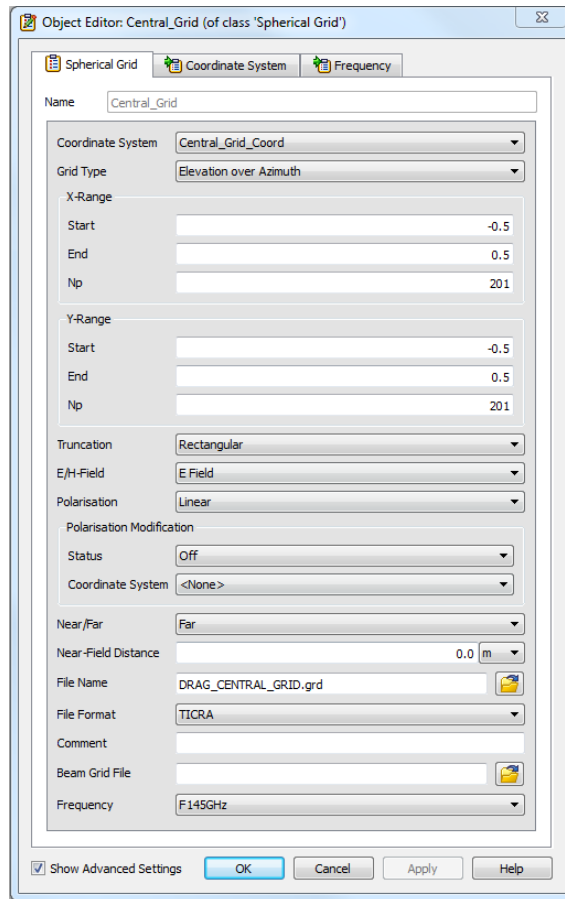 Object Editor: Central_Grid (of class 'Spherical Grid')
Spherical Grid Coordinate System Frequency
Name Central_Grid
Coordinate System Central_Grid_Coord
Grid Type Elevation over Azimuth
X-Range
Start -0.5
End 0.5
Np 201
Y-Range
Start -0.5
End 0.5
Np 201
Truncation Rectangular
E/H-Field E Field
Polarisation Linear
Polarisation Modification
Status Off
Coordinate System <None>
Near/Far Far
Near-Field Distance 0.0 m
File Name DRAG_CENTRAL_GRID.grd
File Format TICRA
Comment
Beam Grid File
Frequency F145GHz
Show Advanced Settings OK Cancel Apply Help